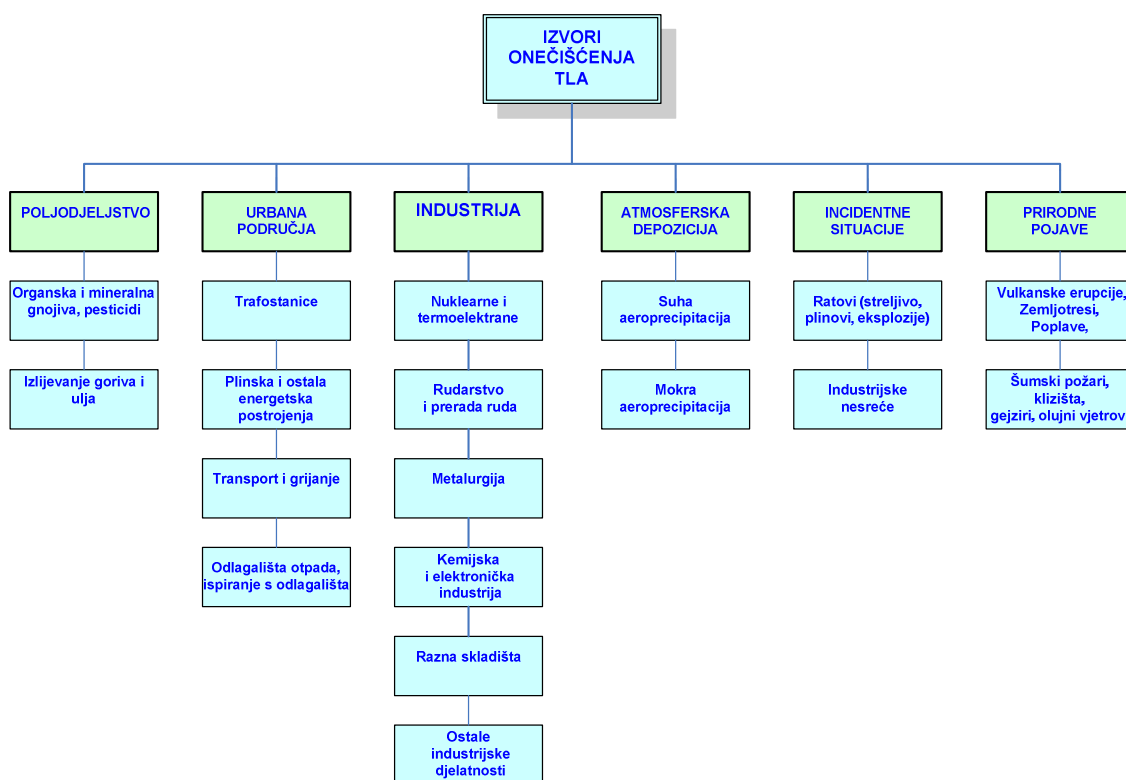 IZVORI
ONEČIŠĆENJA
TLA
POLJODJELJSTVO
URBANA
PODRUČJA
INDUSTRIJA
ATMOSFERSKA
DEPOZICIJA
INCIDENTNE
SITUACIJE
PRIRODNE
POJAVE
Organska i mineralna
gnojiva, pesticidi
Izlijevanje goriva i
ulja
Trafostanice
Plinska i ostala
energetska
postrojenja
Transport i grijanje
Odlagališta otpada,
ispiranje s odlagališta
Nuklearne i
termoelektrane
Rudarstvo
i prerada ruda
Metalurgija
Kemijska
i elektronička
industrija
Razna skladišta
Ostale
industrijske
djelatnosti
Suha
aeroprecipitacija
Mokra
aeroprecipitacija
Ratovi (streljivo,
plinovi, eksplozije)
Industrijske
nesreće
Vulkanske erupcije,
Zemljotresi,
Poplave,
Šumski požari,
klizišta,
gejziri, olujni vjetrovi